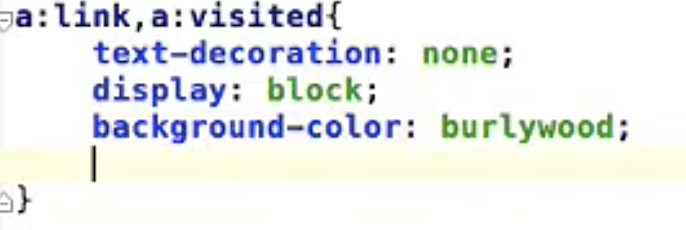 a:link,a:visited{
text-decoration: none;
display: block;
background-color: burlywood;
}